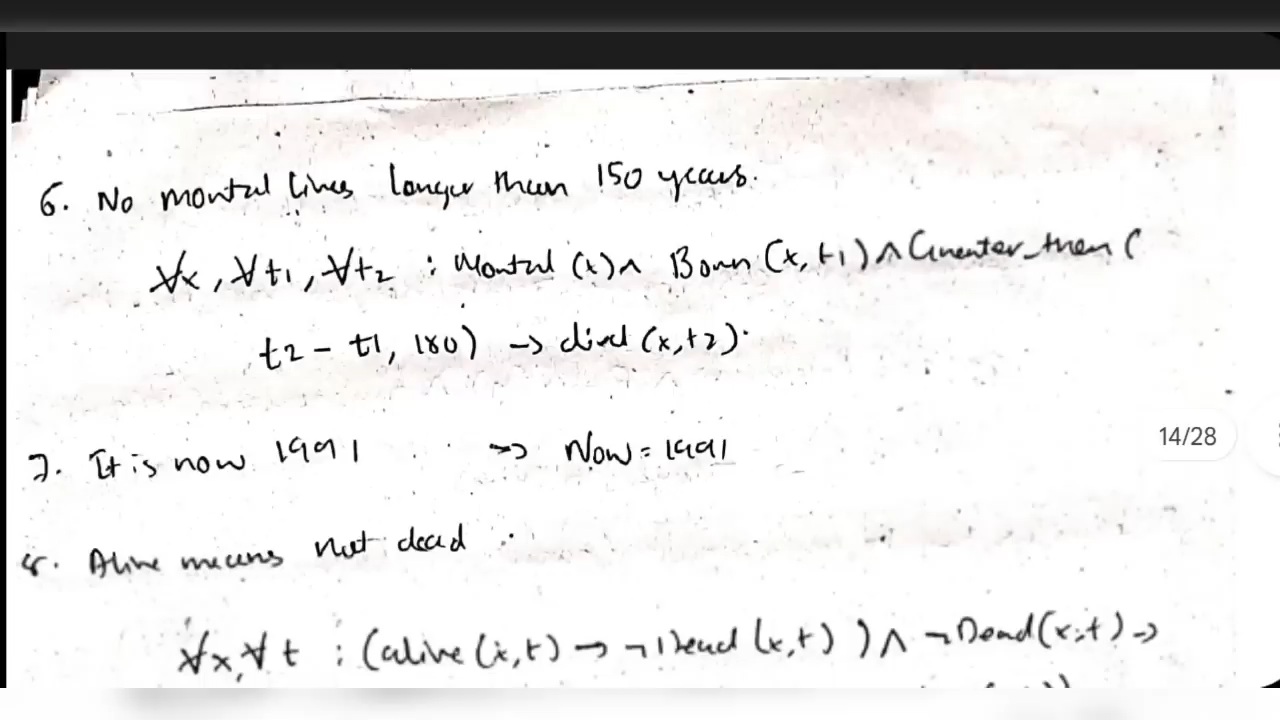 6. No mortal lives longer than 150 years.
∀x, ∀t1, ∀t2 : Mortal (x) ∧ Born (x, t1) ∧ Greater_then (
t2 - t1, 150) → died (x, t2).
7. It is now 1991 → Now = 1991
14/28
8. Alive means not dead
∀x, ∀t : (alive (x, t) → ¬Dead (x, t)) ∧ ¬Dead (x, t) →